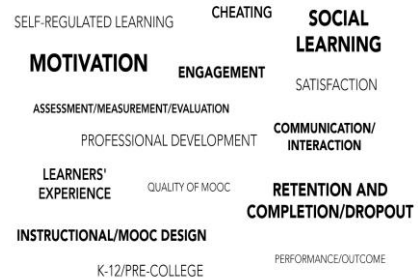 CHEATING
SELF-REGULATED LEARNING
SOCIAL
LEARNING
MOTIVATION
ENGAGEMENT
SATISFACTION
ASSESSMENT/MEASUREMENT/EVALUATION
PROFESSIONAL DEVELOPMENT
COMMUNICATION/
INTERACTION
LEARNERS'
EXPERIENCE
QUALITY OF MOOC
RETENTION AND
COMPLETION/DROPOUT
INSTRUCTIONAL/MOOC DESIGN
PERFORMANCE/OUTCOME
K-12/PRE-COLLEGE